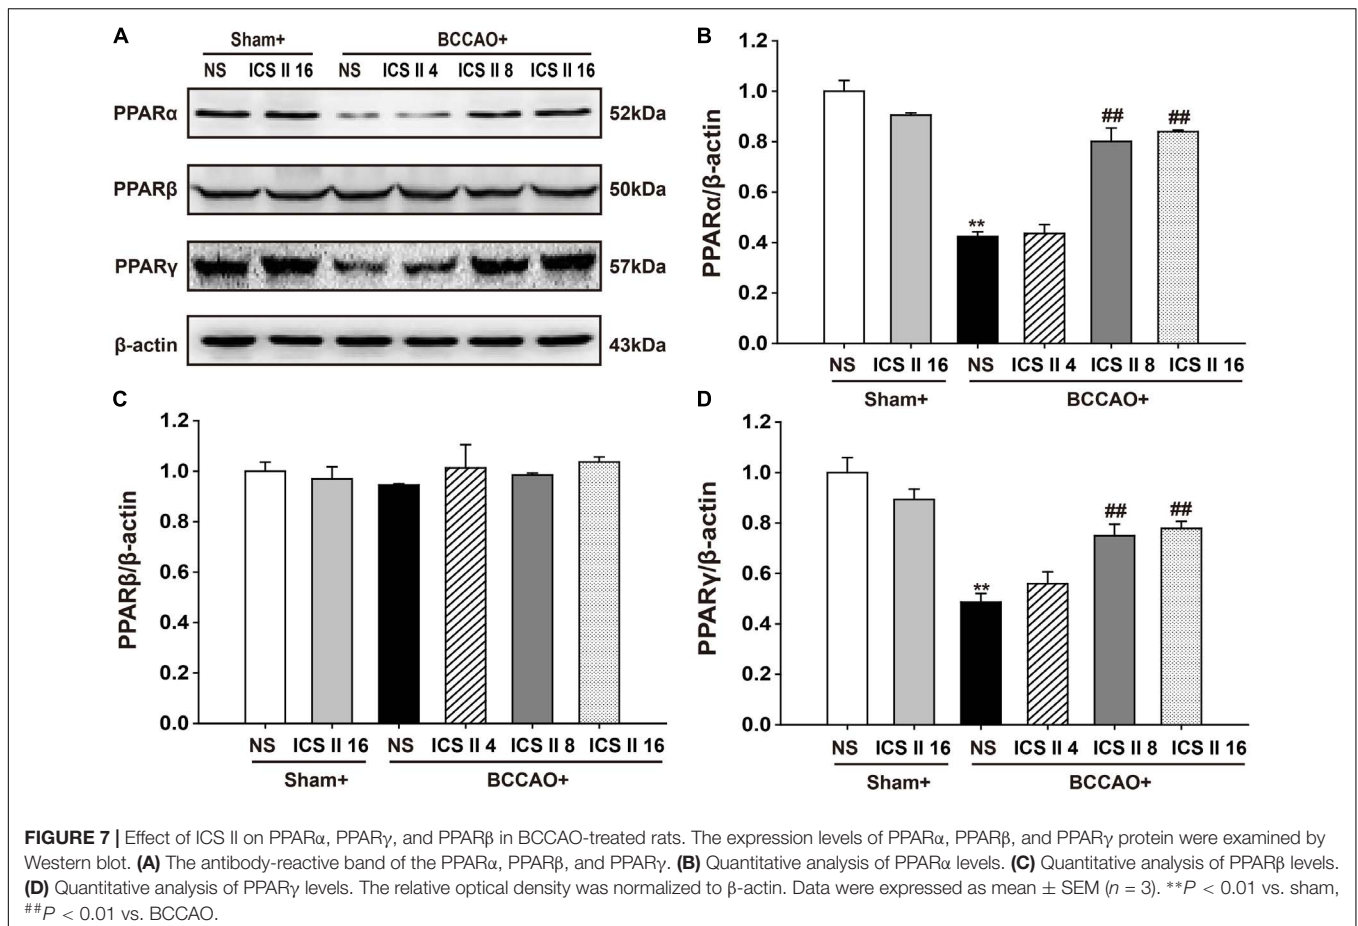 A
Sham+ BCCAO+
NS ICS II 16 NS ICS II 4 ICS II 8 ICS II 16
PPARα 52kDa
PPARβ 50kDa
PPARγ 57kDa
β-actin 43kDa
B
PPARα/β-actin
1.2
1.0
0.8
0.6
0.4
0.2
0.0
**
##
##
NS ICS II 16 NS ICS II 4 ICS II 8 ICS II 16
Sham+ BCCAO+
C
PPARβ/β-actin
1.2
1.0
0.8
0.6
0.4
0.2
0.0
NS ICS II 16 NS ICS II 4 ICS II 8 ICS II 16
Sham+ BCCAO+
D
PPARγ/β-actin
1.2
1.0
0.8
0.6
0.4
0.2
0.0
**
##
##
NS ICS II 16 NS ICS II 4 ICS II 8 ICS II 16
Sham+ BCCAO+
FIGURE 7 | Effect of ICS II on PPARα, PPARγ, and PPARβ in BCCAO-treated rats. The expression levels of PPARα, PPARβ, and PPARγ protein were examined by
Western blot. (A) The antibody-reactive band of the PPARα, PPARβ, and PPARγ. (B) Quantitative analysis of PPARα levels. (C) Quantitative analysis of PPARβ levels.
(D) Quantitative analysis of PPARγ levels. The relative optical density was normalized to β-actin. Data were expressed as mean ± SEM (n = 3). **P < 0.01 vs. sham,
##P < 0.01 vs. BCCAO.